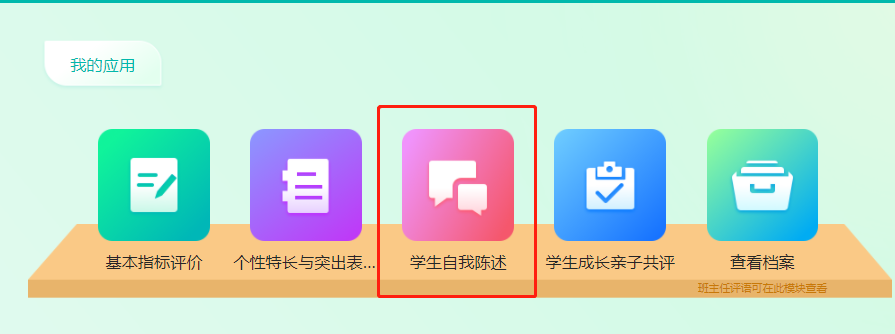 我的应用
基本指标评价
个性特长与突出表...
学生自我陈述
学生成长亲子共评
查看档案
班主任评语可在此模块查看